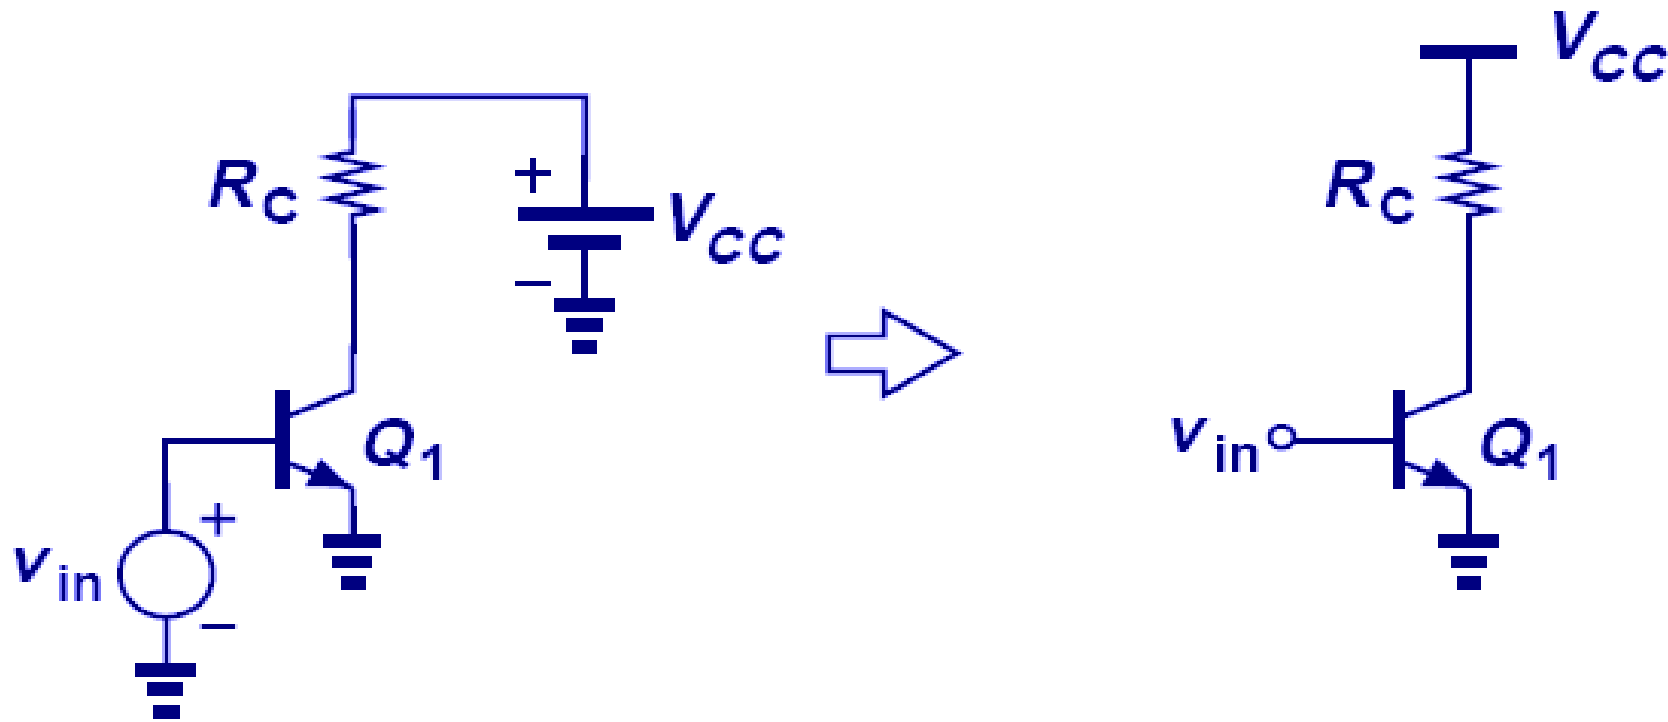 V_CC
R_C
+
V_CC
−
R_C
Q_1
v_in
Q_1
+
v_in
−